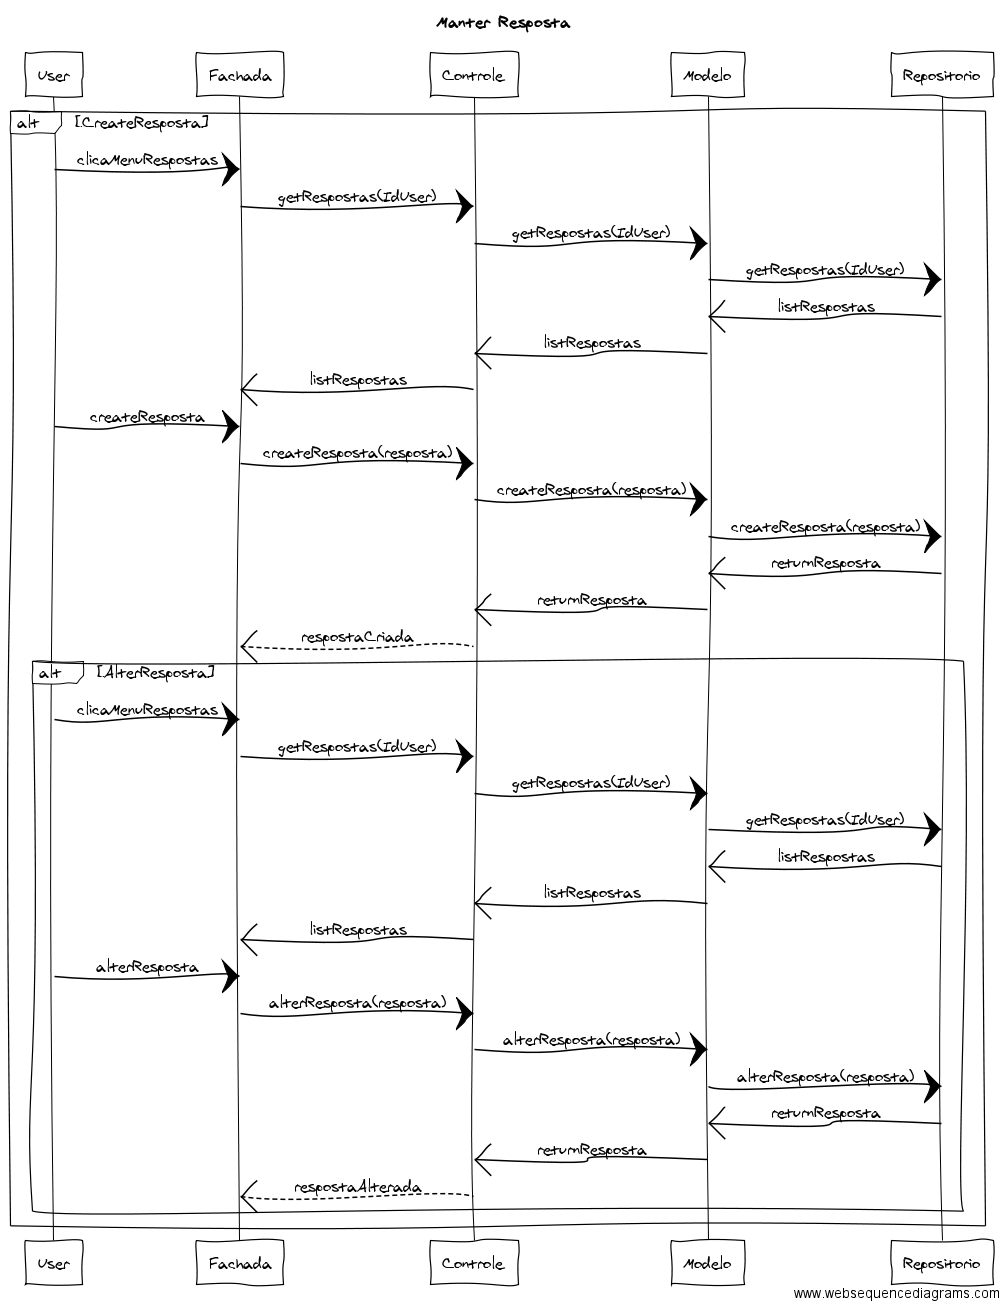 Manter Resposta
User Fachada Controle Modelo Repositorio
alt [CreateResposta]
clicaMenuRespostas
getRespostas(IdUser)
getRespostas(IdUser)
getRespostas(IdUser)
listRespostas
listRespostas
listRespostas
createResposta
createResposta(resposta)
createResposta(resposta)
createResposta(resposta)
returnResposta
returnResposta
respostaCriada
alt [AlterResposta]
clicaMenuRespostas
getRespostas(IdUser)
getRespostas(IdUser)
getRespostas(IdUser)
listRespostas
listRespostas
listRespostas
alterResposta
alterResposta(resposta)
alterResposta(resposta)
alterResposta(resposta)
returnResposta
returnResposta
respostaAlterada
User Fachada Controle Modelo Repositorio
www.websequencediagrams.com